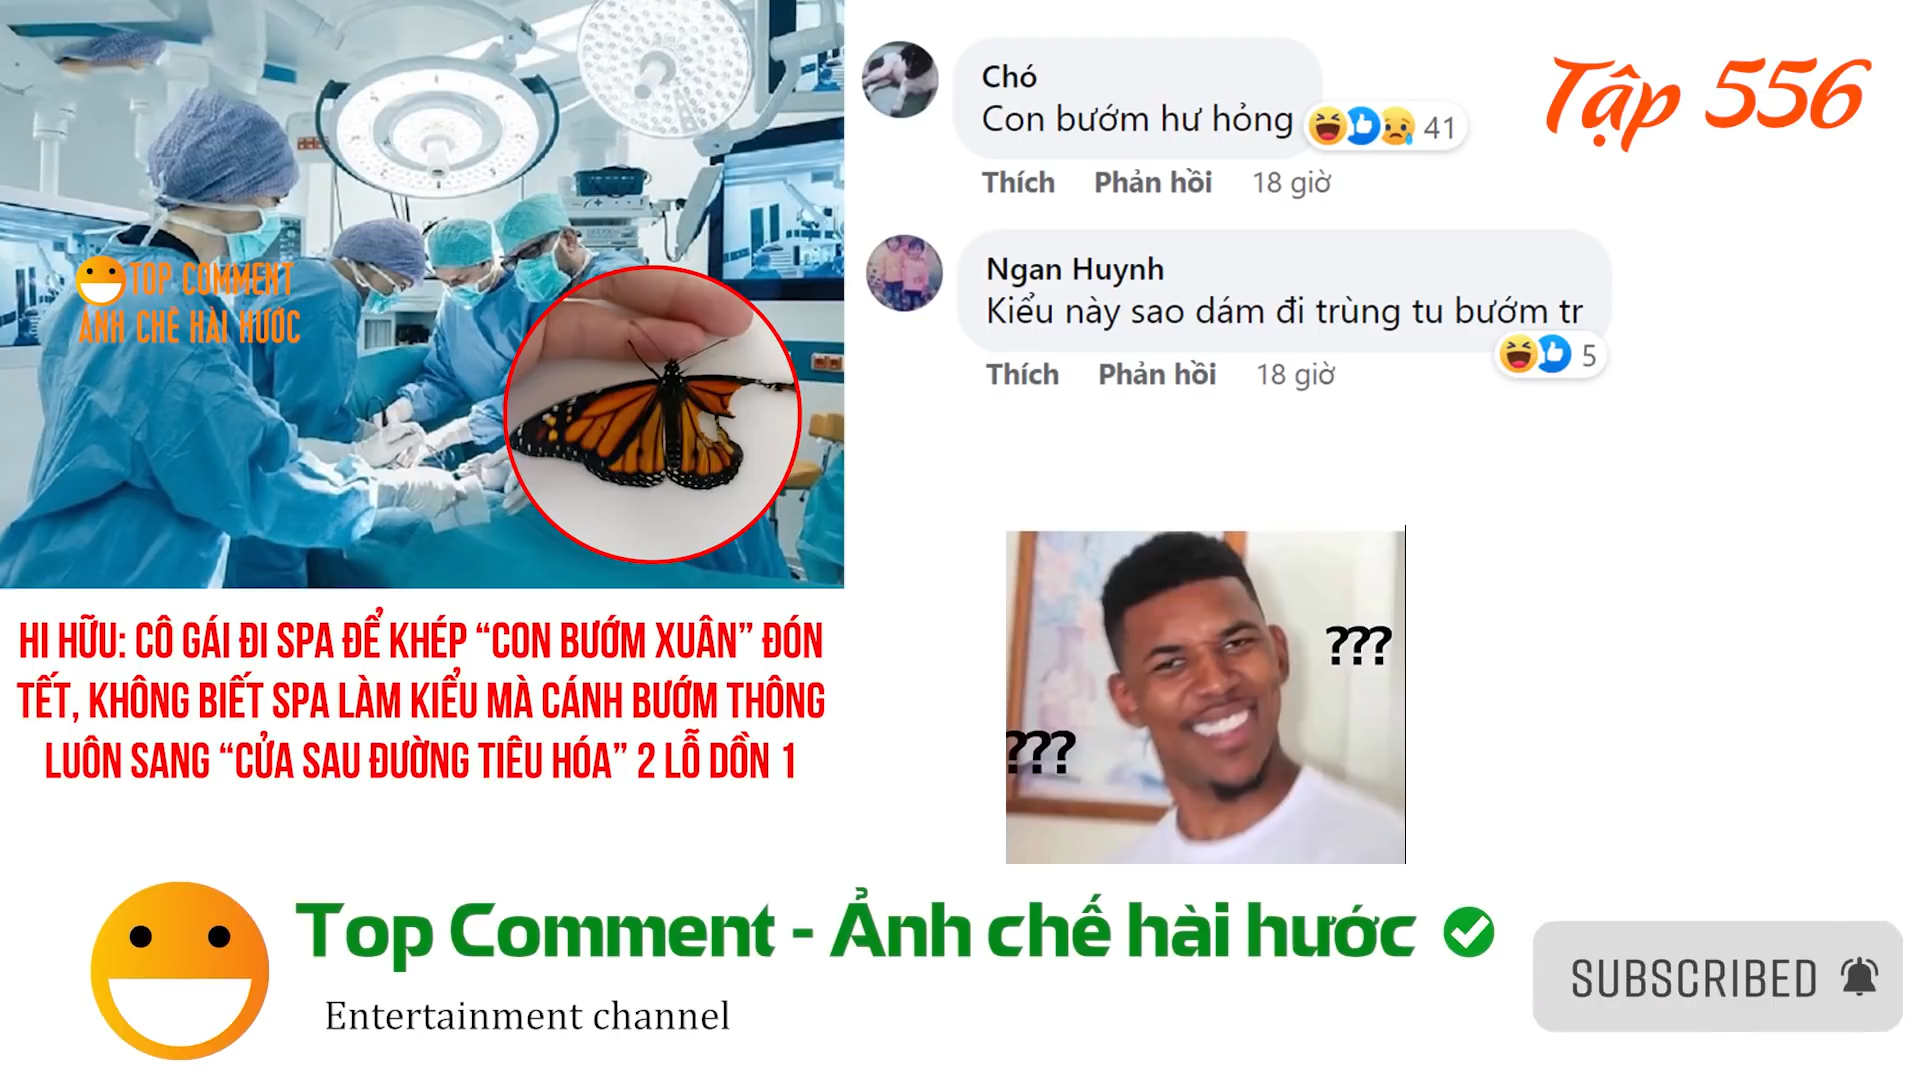 TOP COMMENT
ẢNH CHẾ HÀI HƯỚC
HI HỮU: CÔ GÁI ĐI SPA ĐỂ KHÉP “CON BƯỚM XUÂN” ĐÓN
TẾT, KHÔNG BIẾT SPA LÀM KIỂU MÀ CÁNH BƯỚM THÔNG
LUÔN SANG “CỬA SAU ĐƯỜNG TIÊU HÓA” 2 LỖ DỒN 1
Chó
Con bướm hư hỏng
41
Thích Phản hồi 18 giờ
Ngan Huynh
Kiểu này sao dám đi trùng tu bướm tr
5
Thích Phản hồi 18 giờ
Tập 556
???
???
Top Comment - Ảnh chế hài hước
Entertainment channel
SUBSCRIBED